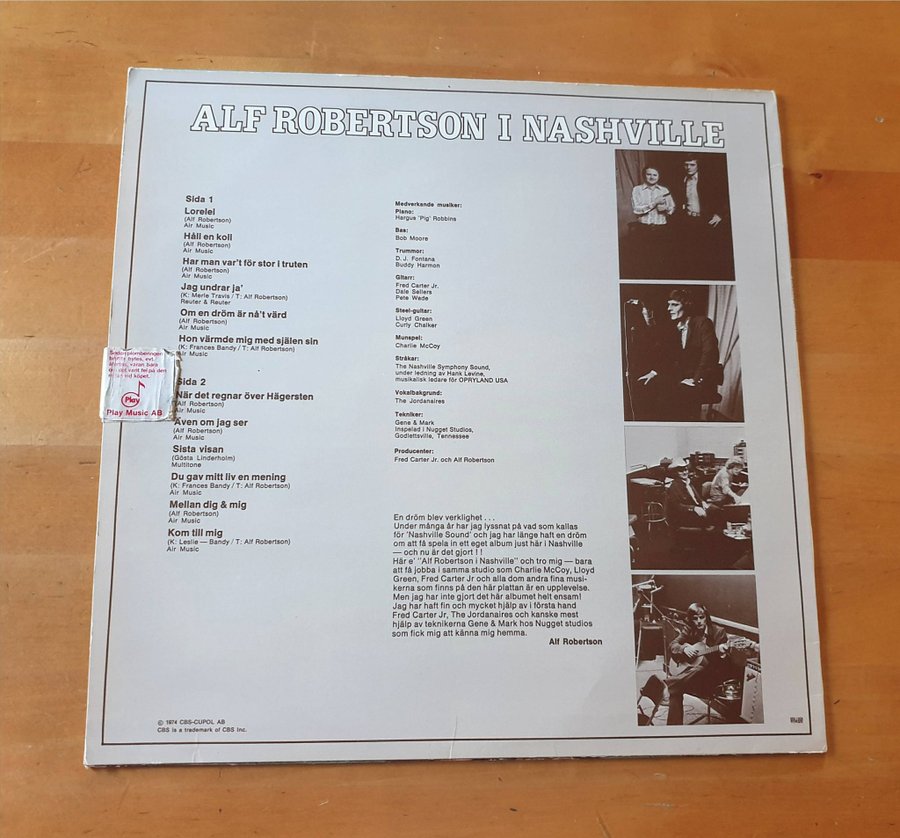 ALF ROBERTSON I NASHVILLE
Sida 1
Lorelei
(Alf Robertson)
Air Music
Håll en koll
(Alf Robertson)
Air Music
Har man var't för stor i truten
(Alf Robertson)
Air Music
Jag undrar ja'
(K: Merle Travis / T: Alf Robertson)
Reuter & Reuter
Om en dröm är nå't värd
(Alf Robertson)
Air Music
Hon värmde mig med själen sin
(K: Frances Bandy / T: Alf Robertson)
Air Music
Sida 2
När det regnar över Hägersten
(Alf Robertson)
Air Music
Även om jag ser
(Alf Robertson)
Air Music
Sista visan
(Gösta Linderholm)
Multitone
Du gav mitt liv en mening
(K: Frances Bandy / T: Alf Robertson)
Air Music
Mellan dig & mig
(Alf Robertson)
Air Music
Kom till mig
(K: Leslie — Bandy / T: Alf Robertson)
Air Music
Play
Play Music AB
Medverkande musiker:
Piano:
Hargus 'Pig' Robbins
Bas:
Bob Moore
Trummor:
D. J. Fontana
Buddy Harmon
Gitarr:
Fred Carter Jr.
Dale Sellers
Pete Wade
Steel-guitar:
Lloyd Green
Curly Chalker
Munspel:
Charlie McCoy
Stråkar:
The Nashville Symphony Sound,
under ledning av Hank Levine,
musikalisk ledare för OPRYLAND USA
Vokalbakgrund:
The Jordanaires
Tekniker:
Gene & Mark
Inspelad i Nugget Studios,
Godlettsville, Tennessee
Producenter:
Fred Carter Jr. och Alf Robertson
En dröm blev verklighet . . .
Under många år har jag lyssnat på vad som kallas
för 'Nashville Sound' och jag har länge haft en dröm
om att få spela in ett eget album just här i Nashville
— och nu är det gjort ! !
Här e' ''Alf Robertson i Nashville'' och tro mig — bara
att få jobba i samma studio som Charlie McCoy, Lloyd
Green, Fred Carter Jr och alla dom andra fina musi-
kerna som finns på den här plattan är en upplevelse.
Men jag har inte gjort det här albumet helt ensam!
Jag har haft fin och mycket hjälp av i första hand
Fred Carter Jr, The Jordanaires och kanske mest
hjälp av teknikerna Gene & Mark hos Nugget studios
som fick mig att känna mig hemma.
Alf Robertson
© 1974 CBS-CUPOL AB
CBS is a trademark of CBS Inc.